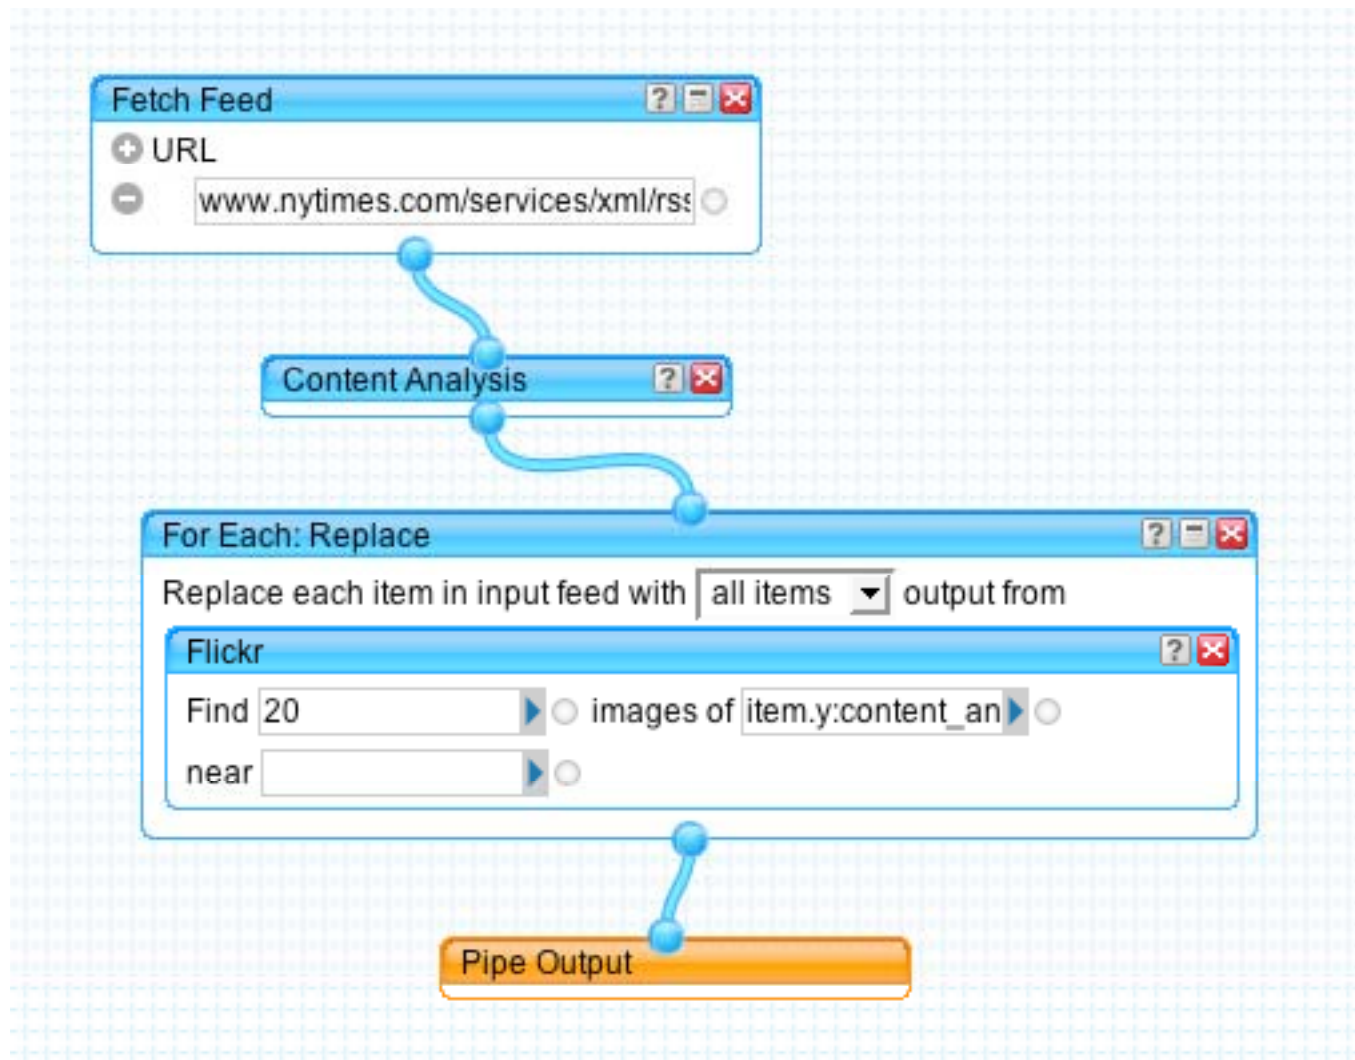 Fetch Feed ?
URL
www.nytimes.com/services/xml/rss
Content Analysis ?
For Each: Replace ?
Replace each item in input feed with all items output from
Flickr ?
Find 20 images of item.y:content_an
near
Pipe Output